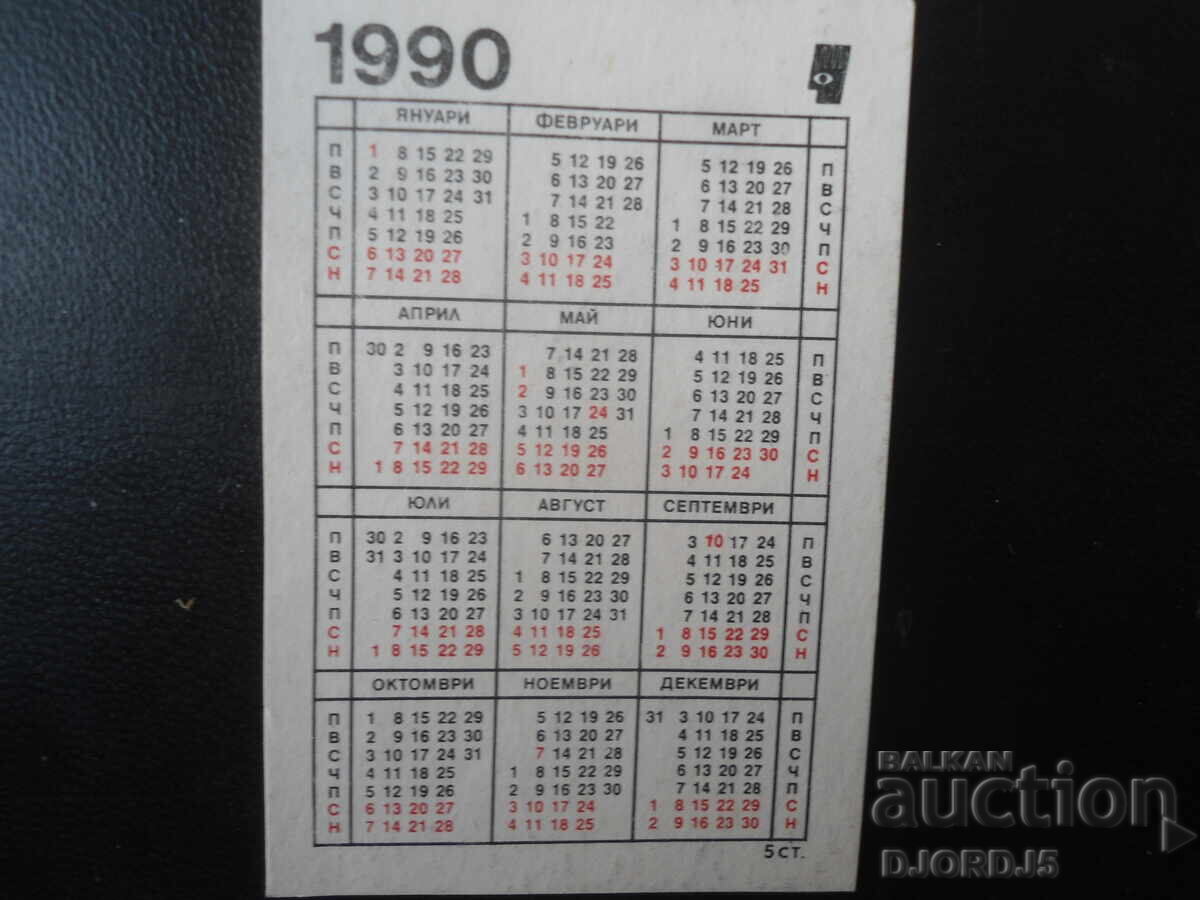 1990
ЯНУАРИ ФЕВРУАРИ МАРТ
П 1 8 15 22 29 5 12 19 26 5 12 19 26 П
В 2 9 16 23 30 6 13 20 27 6 13 20 27 В
С 3 10 17 24 31 7 14 21 28 7 14 21 28 С
Ч 4 11 18 25 1 8 15 22 1 8 15 22 29 Ч
П 5 12 19 26 2 9 16 23 2 9 16 23 30 П
С 6 13 20 27 3 10 17 24 3 10 17 24 31 С
Н 7 14 21 28 4 11 18 25 4 11 18 25 Н
АПРИЛ МАЙ ЮНИ
П 30 2 9 16 23 7 14 21 28 4 11 18 25 П
В 3 10 17 24 1 8 15 22 29 5 12 19 26 В
С 4 11 18 25 2 9 16 23 30 6 13 20 27 С
Ч 5 12 19 26 3 10 17 24 31 7 14 21 28 Ч
П 6 13 20 27 4 11 18 25 1 8 15 22 29 П
С 7 14 21 28 5 12 19 26 2 9 16 23 30 С
Н 1 8 15 22 29 6 13 20 27 3 10 17 24 Н
ЮЛИ АВГУСТ СЕПТЕМВРИ
П 30 2 9 16 23 6 13 20 27 3 10 17 24 П
В 31 3 10 17 24 7 14 21 28 4 11 18 25 В
С 4 11 18 25 1 8 15 22 29 5 12 19 26 С
Ч 5 12 19 26 2 9 16 23 30 6 13 20 27 Ч
П 6 13 20 27 3 10 17 24 31 7 14 21 28 П
С 7 14 21 28 4 11 18 25 1 8 15 22 29 С
Н 1 8 15 22 29 5 12 19 26 2 9 16 23 30 Н
ОКТОМВРИ НОЕМВРИ ДЕКЕМВРИ
П 1 8 15 22 29 5 12 19 26 31 3 10 17 24 П
В 2 9 16 23 30 6 13 20 27 4 11 18 25 В
С 3 10 17 24 31 7 14 21 28 5 12 19 26 С
Ч 4 11 18 25 1 8 15 22 29 6 13 20 27 Ч
П 5 12 19 26 2 9 16 23 30 7 14 21 28 П
С 6 13 20 27 3 10 17 24 1 8 15 22 29 С
Н 7 14 21 28 4 11 18 25 2 9 16 23 30 Н
5 СТ.
BALKAN
auction
DJORDJ5